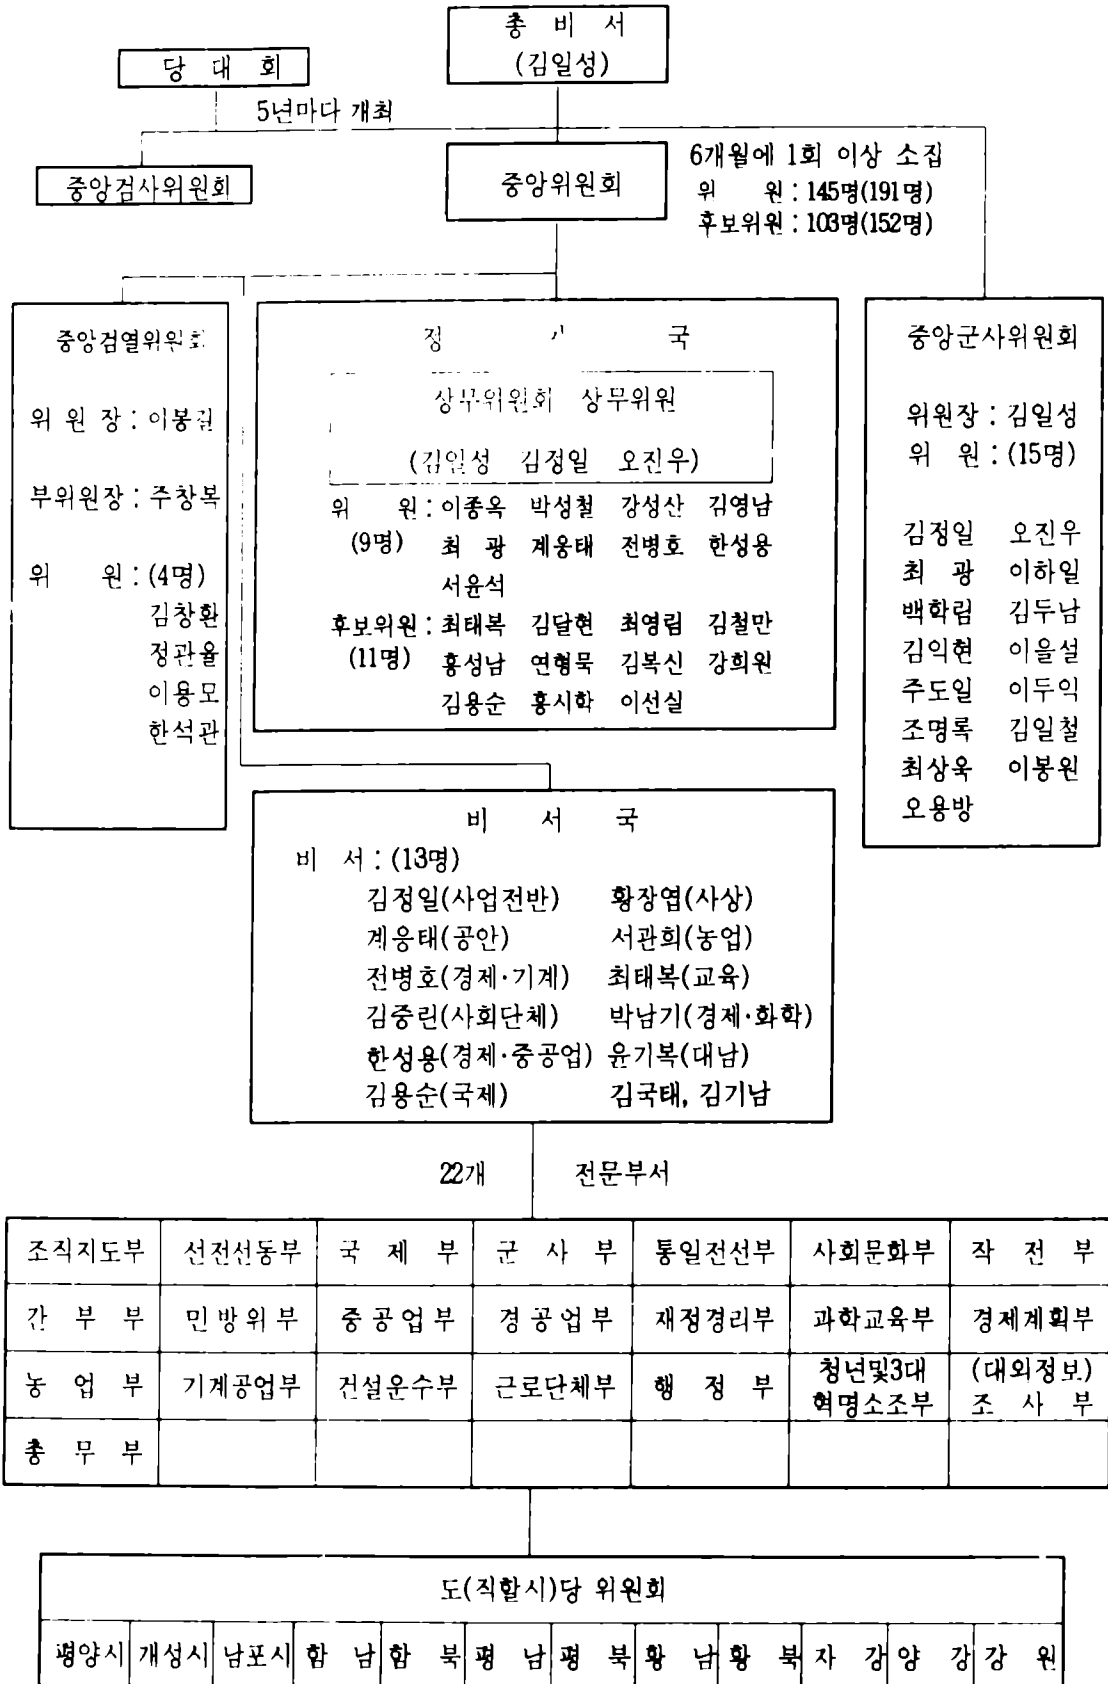 총 비 서
(김일성)
당 대 회
5년마다 개최
중앙검사위원회
중앙위원회
6개월에 1회 이상 소집
위 원 : 145명(191명)
후보위원 : 103명(152명)
중앙검열위원회
위 원 장 : 이봉길
부위원장 : 주창복
위 원 : (4명)
김창환
정관율
이용모
한석관
정 치 국
상무위원회 상무위원
(김일성 김정일 오진우)
위 원 : 이종옥 박성철 강성산 김영남
(9명) 최 광 계응태 전병호 한성용
서윤석
후보위원 : 최태복 김달현 최영림 김철만
(11명) 홍성남 연형묵 김복신 강희원
김용순 홍시학 이선실
중앙군사위원회
위원장 : 김일성
위 원 : (15명)
김정일 오진우
최 광 이하일
백학림 김두남
김익현 이을설
주도일 이두익
조명록 김일철
최상욱 이봉원
오용방
비 서 국
비 서 : (13명)
김정일(사업전반) 황장엽(사상)
계응태(공안) 서관희(농업)
전병호(경제·기계) 최태복(교육)
김중린(사회단체) 박남기(경제·화학)
한성용(경제·중공업) 윤기복(대남)
김용순(국제) 김국태, 김기남
22개 전문부서
조직지도부 선전선동부 국 제 부 군 사 부 통일전선부 사회문화부 작 전 부
간 부 부 민방위부 중공업부 경공업부 재정경리부 과학교육부 경제계획부
농 업 부 기계공업부 건설운수부 근로단체부 행 정 부 청년및3대 혁명소조부 (대외정보) 조 사 부
총 무 부
도(직할시)당 위원회
평양시 개성시 남포시 함 남 함 북 평 남 평 북 황 남 황 북 자 강 양 강 강 원